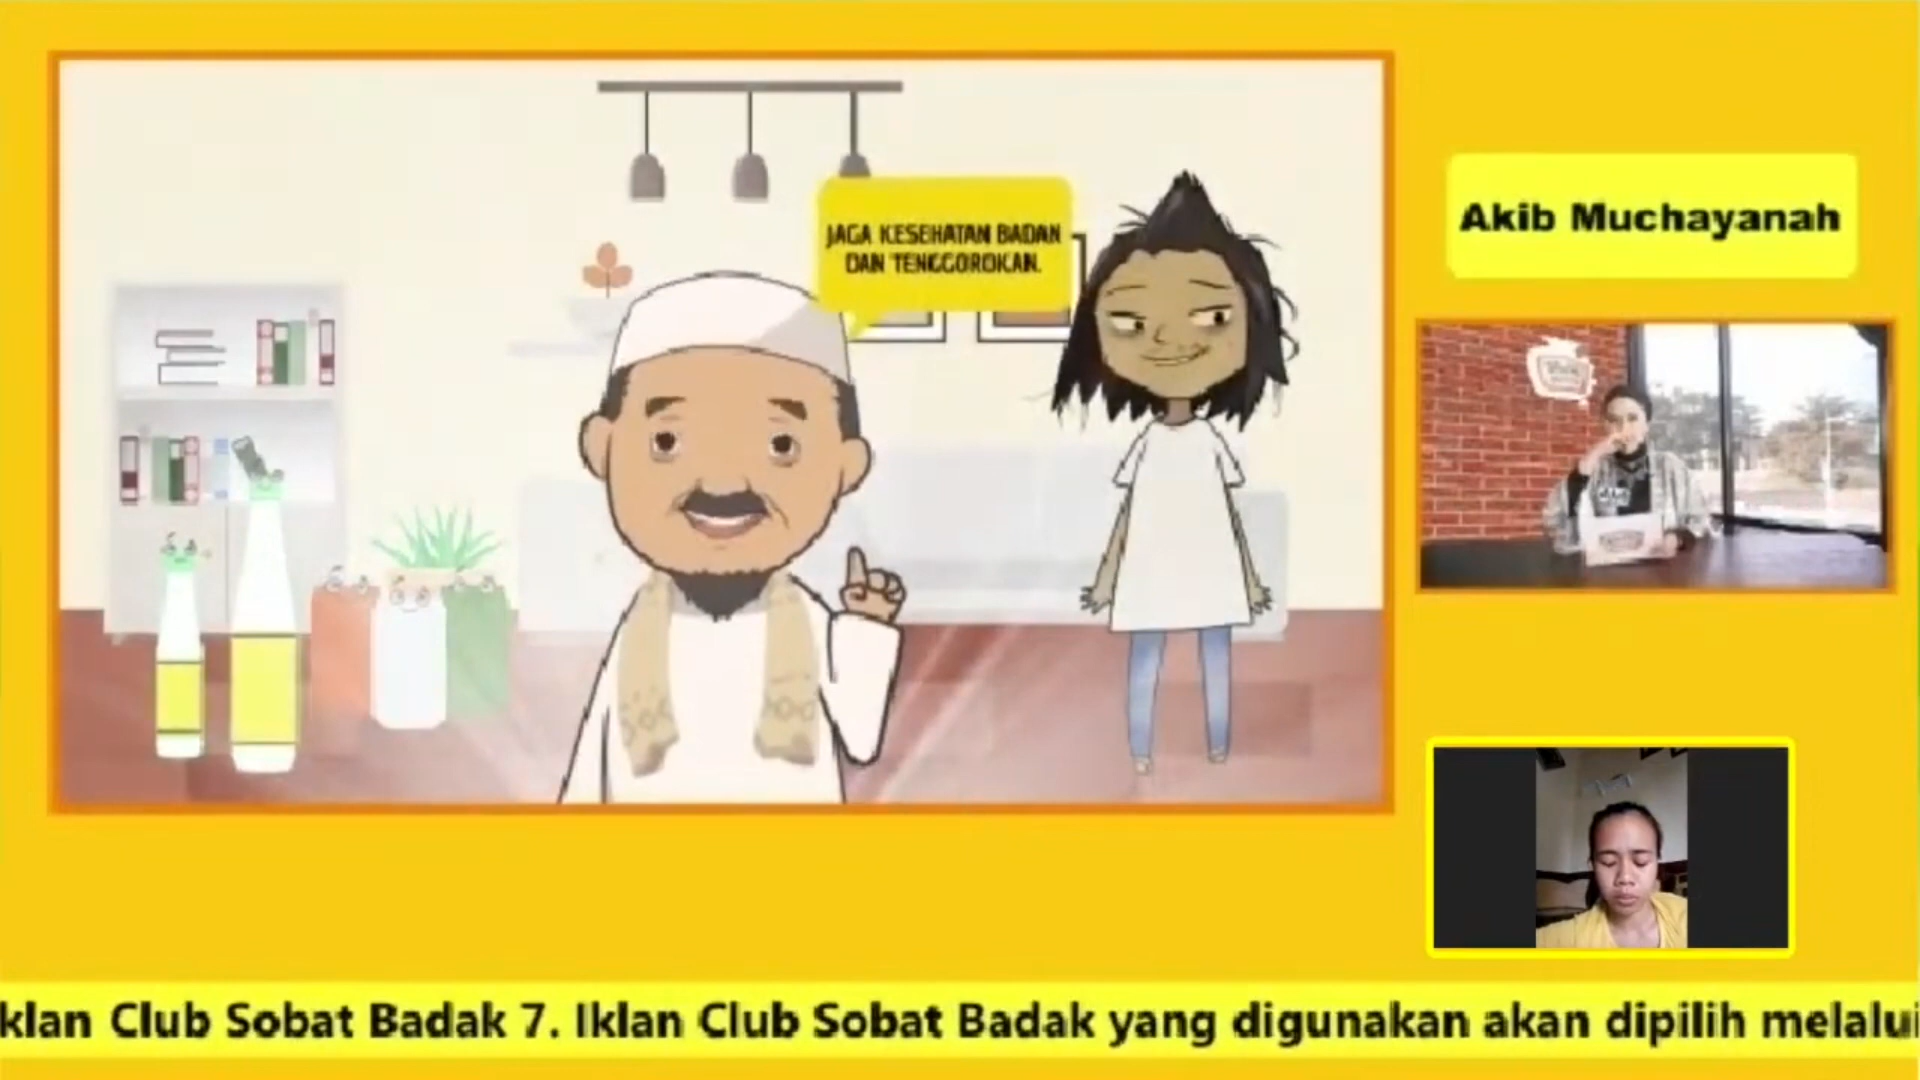 JAGA KESEHATAN BADAN
DAN TENGGOROKAN.
Akib Muchayanah
klan Club Sobat Badak 7. Iklan Club Sobat Badak yang digunakan akan dipilih melalui